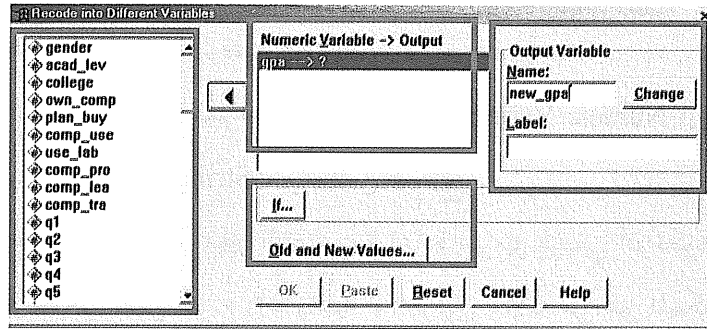 Recode into Different Variables
gender
acad_lev
college
own_comp
plan_buy
comp_use
use_lab
comp_pro
comp_lea
comp_tra
q1
q2
q3
q4
q5
Numeric Variable -> Output
gpa --> ?
Output Variable
Name:
new_gpa
Change
Label:
If...
Old and New Values...
OK
Paste
Reset
Cancel
Help